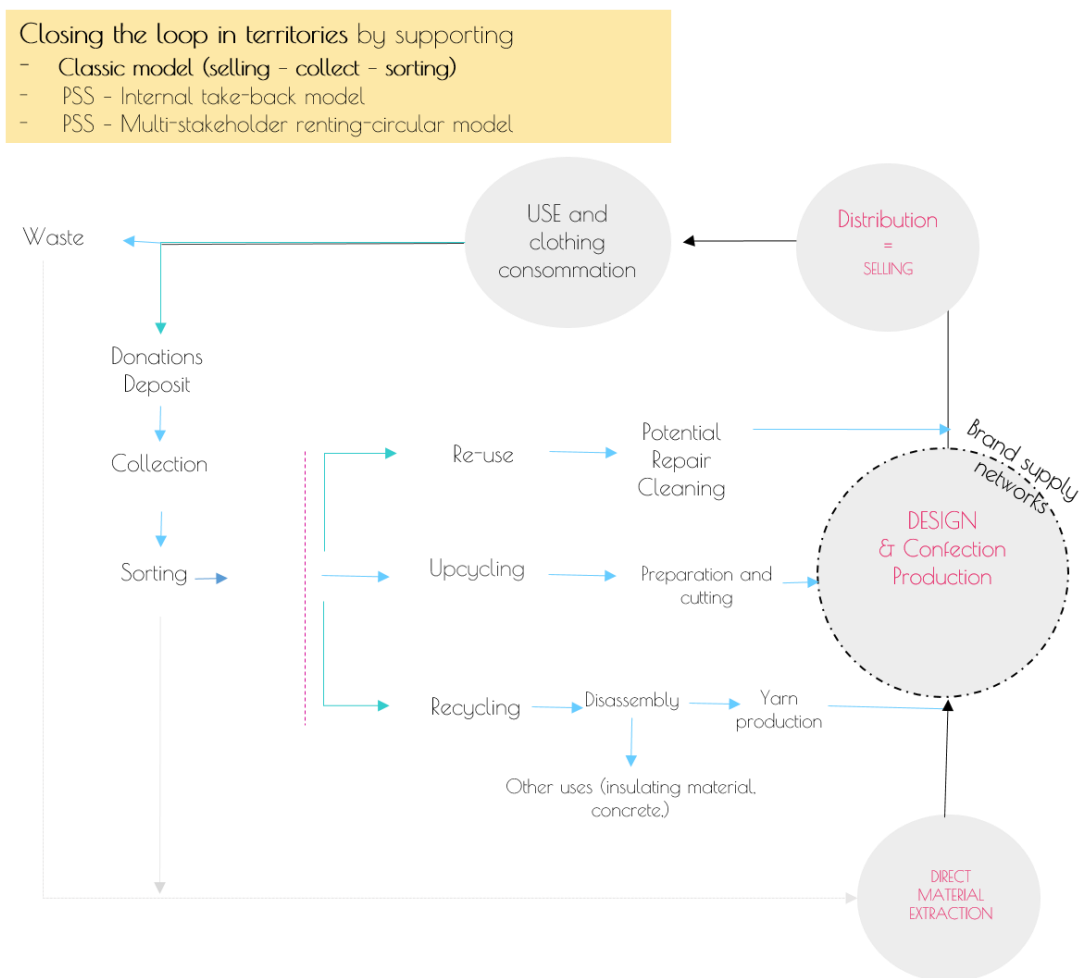 Closing the loop in territories by supporting
- Classic model (selling – collect – sorting)
- PSS – Internal take-back model
- PSS – Multi-stakeholder renting-circular model
USE and
clothing
consommation
Distribution
=
SELLING
Waste
Donations
Deposit
Collection
Sorting
Re-use
Potential
Repair
Cleaning
Brand supply
networks
Upcycling
Preparation and
cutting
DESIGN
& Confection
Production
Recycling
Disassembly
Yarn
production
Other uses (insulating material,
concrete,)
DIRECT
MATERIAL
EXTRACTION